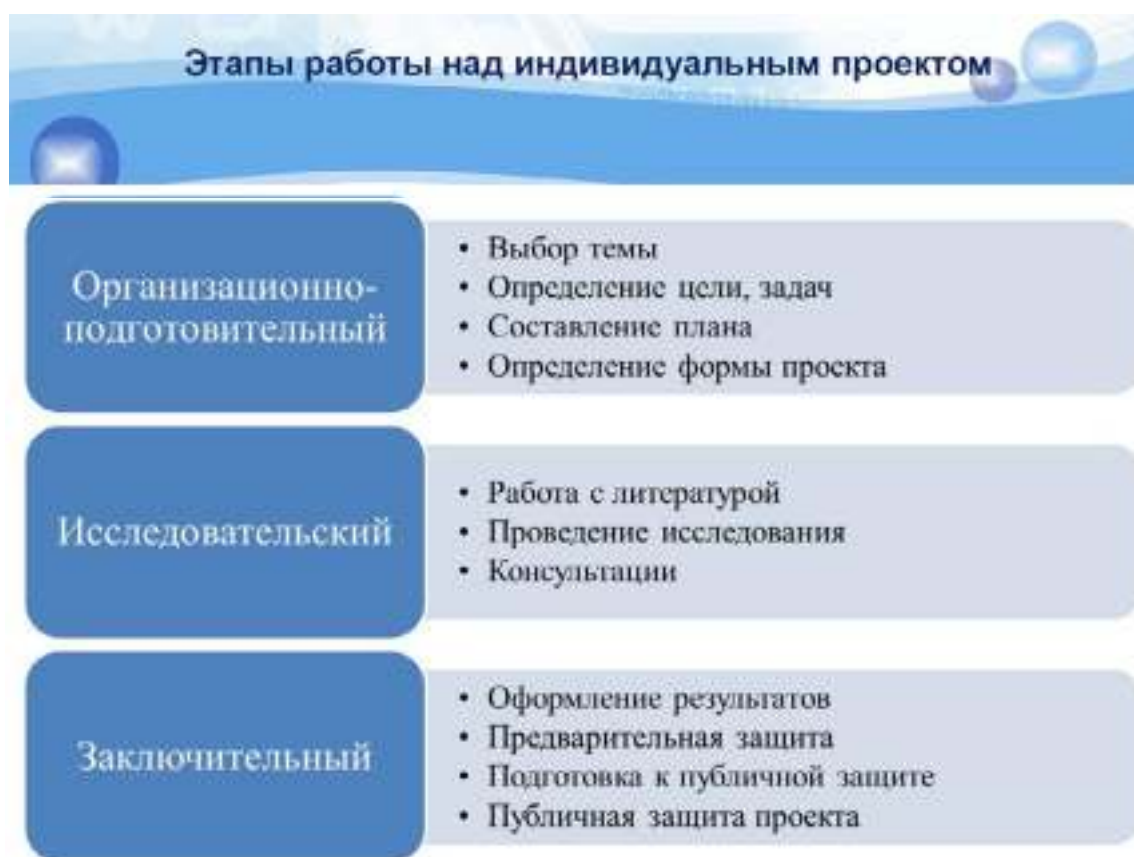 Этапы работы над индивидуальным проектом
Организационно-
подготовительный
• Выбор темы
• Определение цели, задач
• Составление плана
• Определение формы проекта
Исследовательский
• Работа с литературой
• Проведение исследования
• Консультации
Заключительный
• Оформление результатов
• Предварительная защита
• Подготовка к публичной защите
• Публичная защита проекта